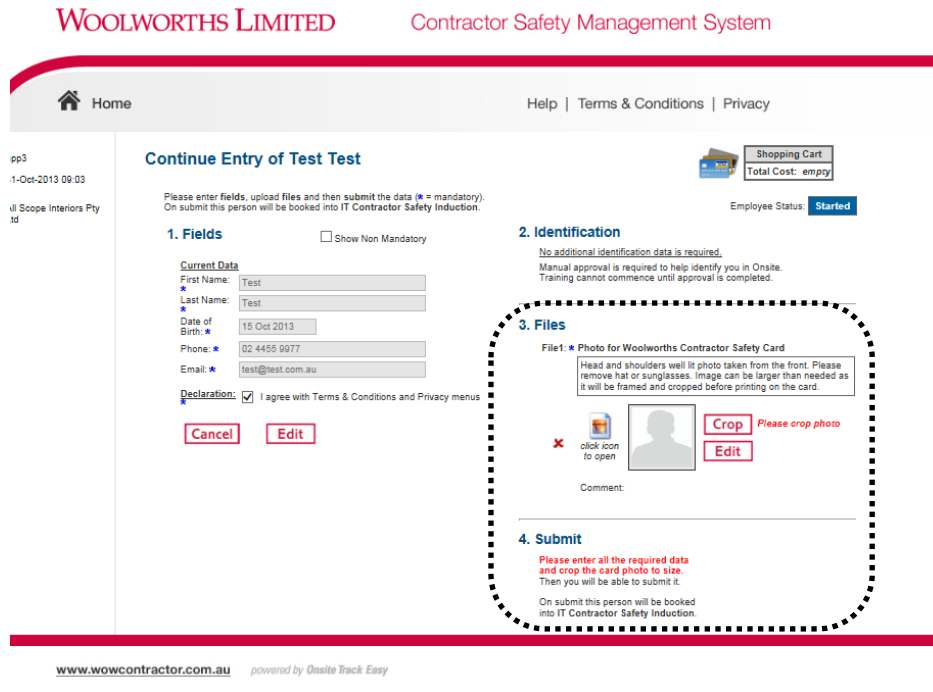 WOOLWORTHS LIMITED Contractor Safety Management System
Home
Help | Terms & Conditions | Privacy
pp3
1-Oct-2013 09:03
ll Scope Interiors Pty
td
Continue Entry of Test Test
Shopping Cart
Total Cost: empty
Please enter fields, upload files and then submit the data (* = mandatory).
On submit this person will be booked into IT Contractor Safety Induction.
Employee Status: Started
1. Fields
Show Non Mandatory
Current Data
First Name: * Test
Last Name: * Test
Date of
Birth: * 15 Oct 2013
Phone: * 02 4455 9977
Email: * test@test.com.au
Declaration: * I agree with Terms & Conditions and Privacy menus
Cancel Edit
2. Identification
No additional identification data is required.
Manual approval is required to help identify you in Onsite.
Training cannot commence until approval is completed.
3. Files
File1: * Photo for Woolworths Contractor Safety Card
Head and shoulders well lit photo taken from the front. Please
remove hat or sunglasses. Image can be larger than needed as
it will be framed and cropped before printing on the card.
click icon
to open
Crop Please crop photo
Edit
Comment:
4. Submit
Please enter all the required data
and crop the card photo to size.
Then you will be able to submit it.
On submit this person will be booked
into IT Contractor Safety Induction.
www.wowcontractor.com.au powered by Onsite Track Easy